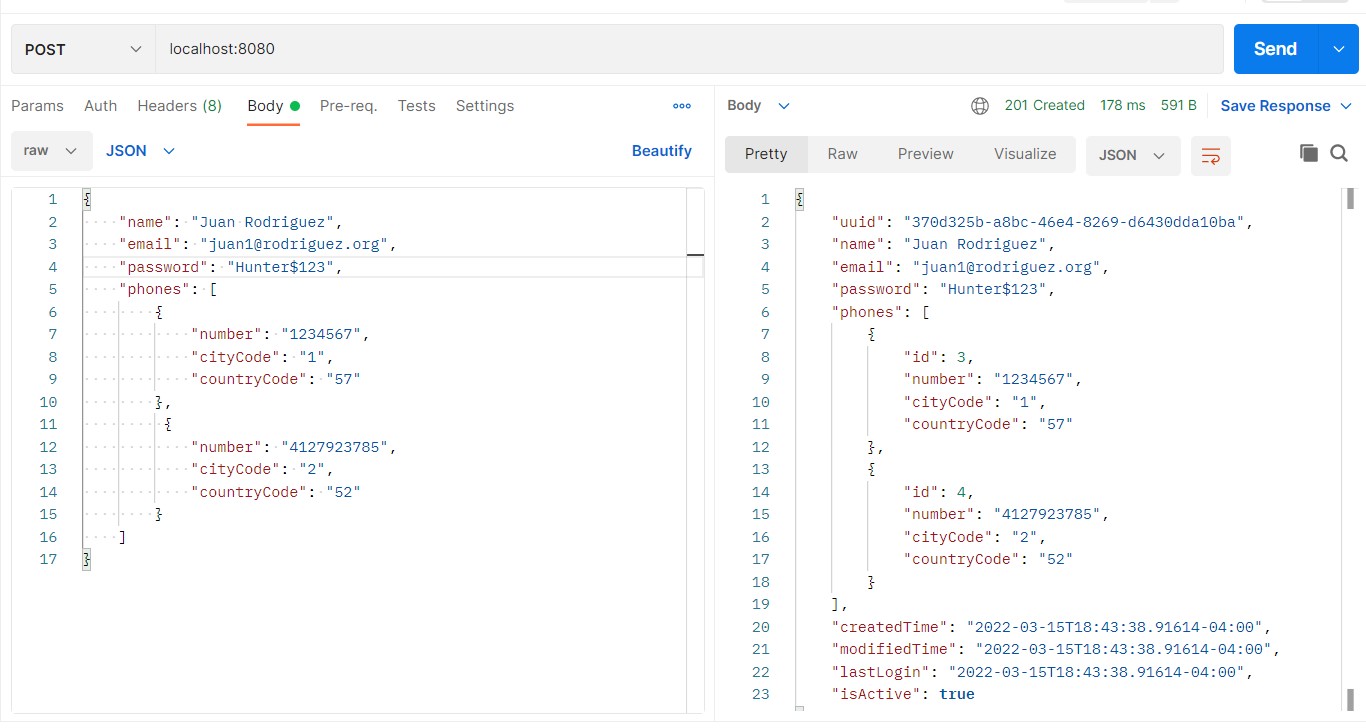 POST localhost:8080 Send
Params Auth Headers (8) Body Pre-req. Tests Settings
raw JSON Beautify
1 {
2 "name": "Juan Rodriguez",
3 "email": "juan1@rodriguez.org",
4 "password": "Hunter$123",
5 "phones": [
6 {
7 "number": "1234567",
8 "cityCode": "1",
9 "countryCode": "57"
10 },
11 {
12 "number": "4127923785",
13 "cityCode": "2",
14 "countryCode": "52"
15 }
16 ]
17 }
Body 201 Created 178 ms 591 B Save Response
Pretty Raw Preview Visualize JSON
1 {
2 "uuid": "370d325b-a8bc-46e4-8269-d6430dda10ba",
3 "name": "Juan Rodriguez",
4 "email": "juan1@rodriguez.org",
5 "password": "Hunter$123",
6 "phones": [
7 {
8 "id": 3,
9 "number": "1234567",
10 "cityCode": "1",
11 "countryCode": "57"
12 },
13 {
14 "id": 4,
15 "number": "4127923785",
16 "cityCode": "2",
17 "countryCode": "52"
18 }
19 ],
20 "createdTime": "2022-03-15T18:43:38.91614-04:00",
21 "modifiedTime": "2022-03-15T18:43:38.91614-04:00",
22 "lastLogin": "2022-03-15T18:43:38.91614-04:00",
23 "isActive": true